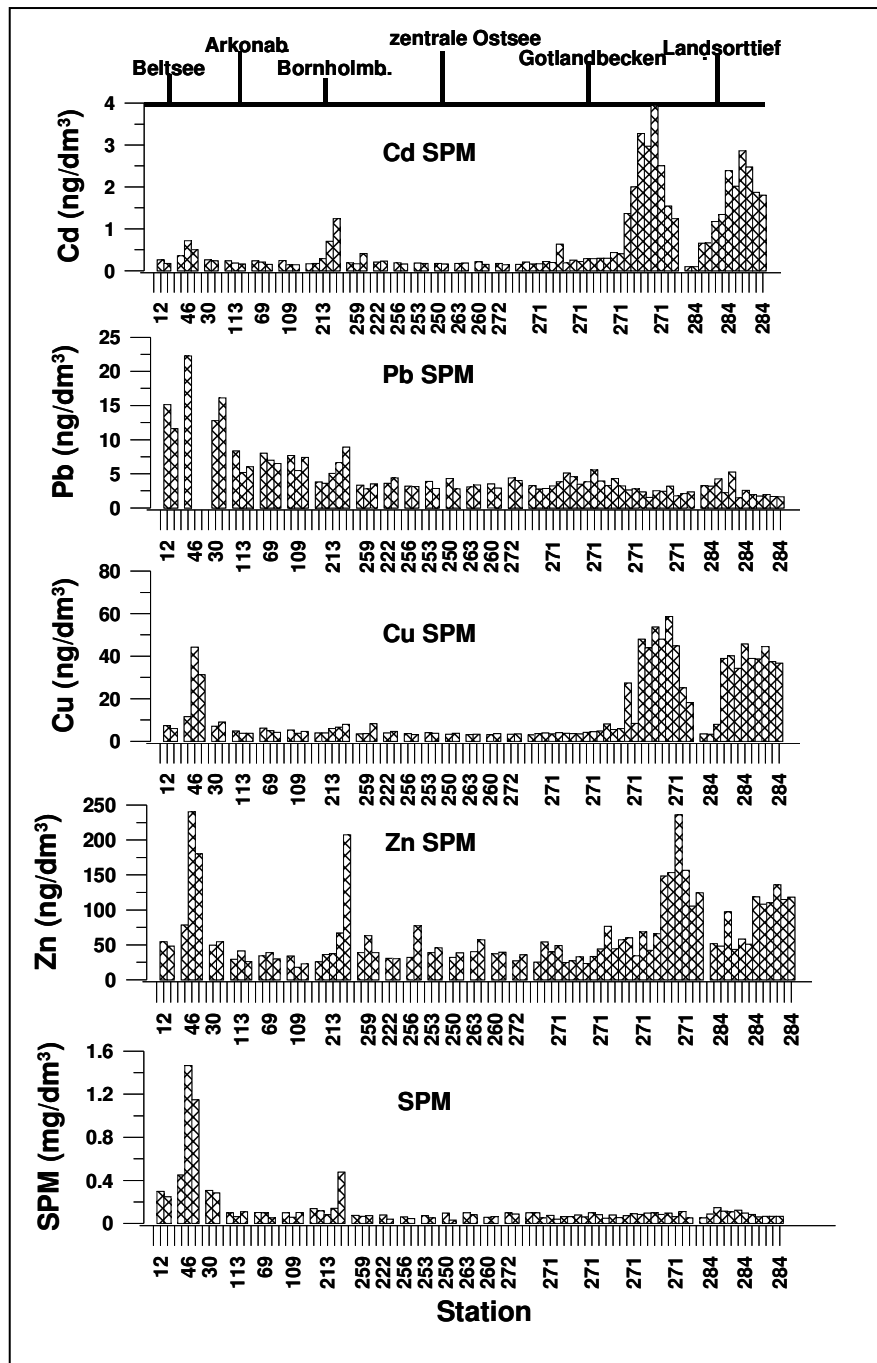 Beltsee Arkonab. Bornholmb. zentrale Ostsee Gotlandbecken Landsorttief
Cd SPM
Cd (ng/dm³)
4
3
2
1
0
12 46 30 113 69 109 213 259 222 256 253 250 263 260 272 271 271 271 271 284 284 284
Pb SPM
Pb (ng/dm³)
25
20
15
10
5
0
12 46 30 113 69 109 213 259 222 256 253 250 263 260 272 271 271 271 271 284 284 284
Cu SPM
Cu (ng/dm³)
80
60
40
20
0
12 46 30 113 69 109 213 259 222 256 253 250 263 260 272 271 271 271 271 284 284 284
Zn SPM
Zn (ng/dm³)
250
200
150
100
50
0
12 46 30 113 69 109 213 259 222 256 253 250 263 260 272 271 271 271 271 284 284 284
SPM
SPM (mg/dm³)
1.6
1.2
0.8
0.4
0
12 46 30 113 69 109 213 259 222 256 253 250 263 260 272 271 271 271 271 284 284 284
Station